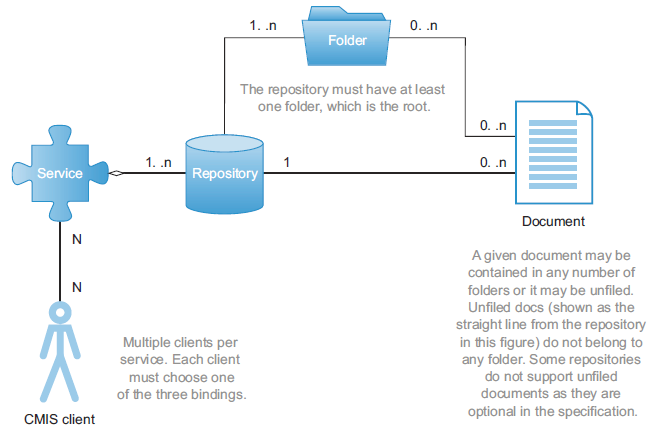 1. .n
0. .n
Folder
The repository must have at least
one folder, which is the root.
0. .n
Service
1. .n
Repository
1
0. .n
Document
N
N
CMIS client
Multiple clients per
service. Each client
must choose one
of the three bindings.
A given document may be
contained in any number of
folders or it may be unfiled.
Unfiled docs (shown as the
straight line from the repository
in this figure) do not belong to
any folder. Some repositories
do not support unfiled
documents as they are
optional in the specification.